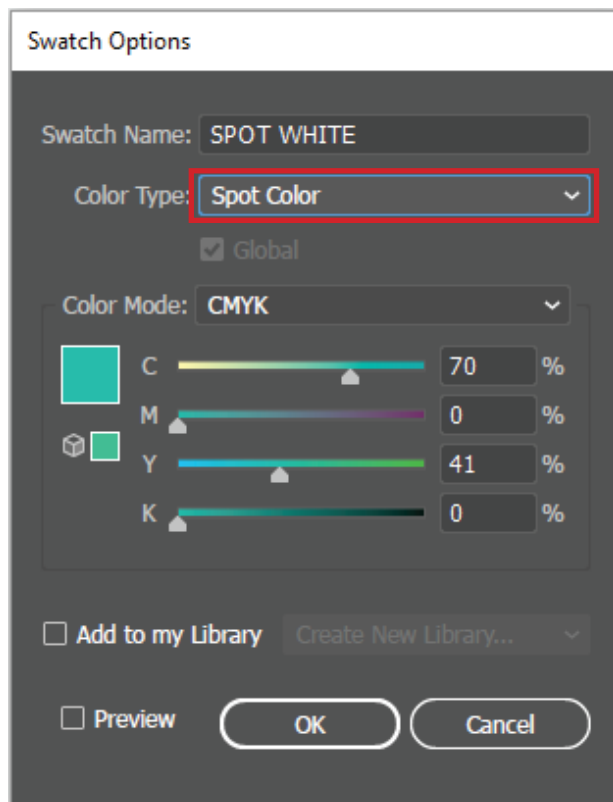 Swatch Options
Swatch Name: SPOT WHITE
Color Type: Spot Color
Global
Color Mode: CMYK
C 70 %
M 0 %
Y 41 %
K 0 %
Add to my Library Create New Library...
Preview OK Cancel